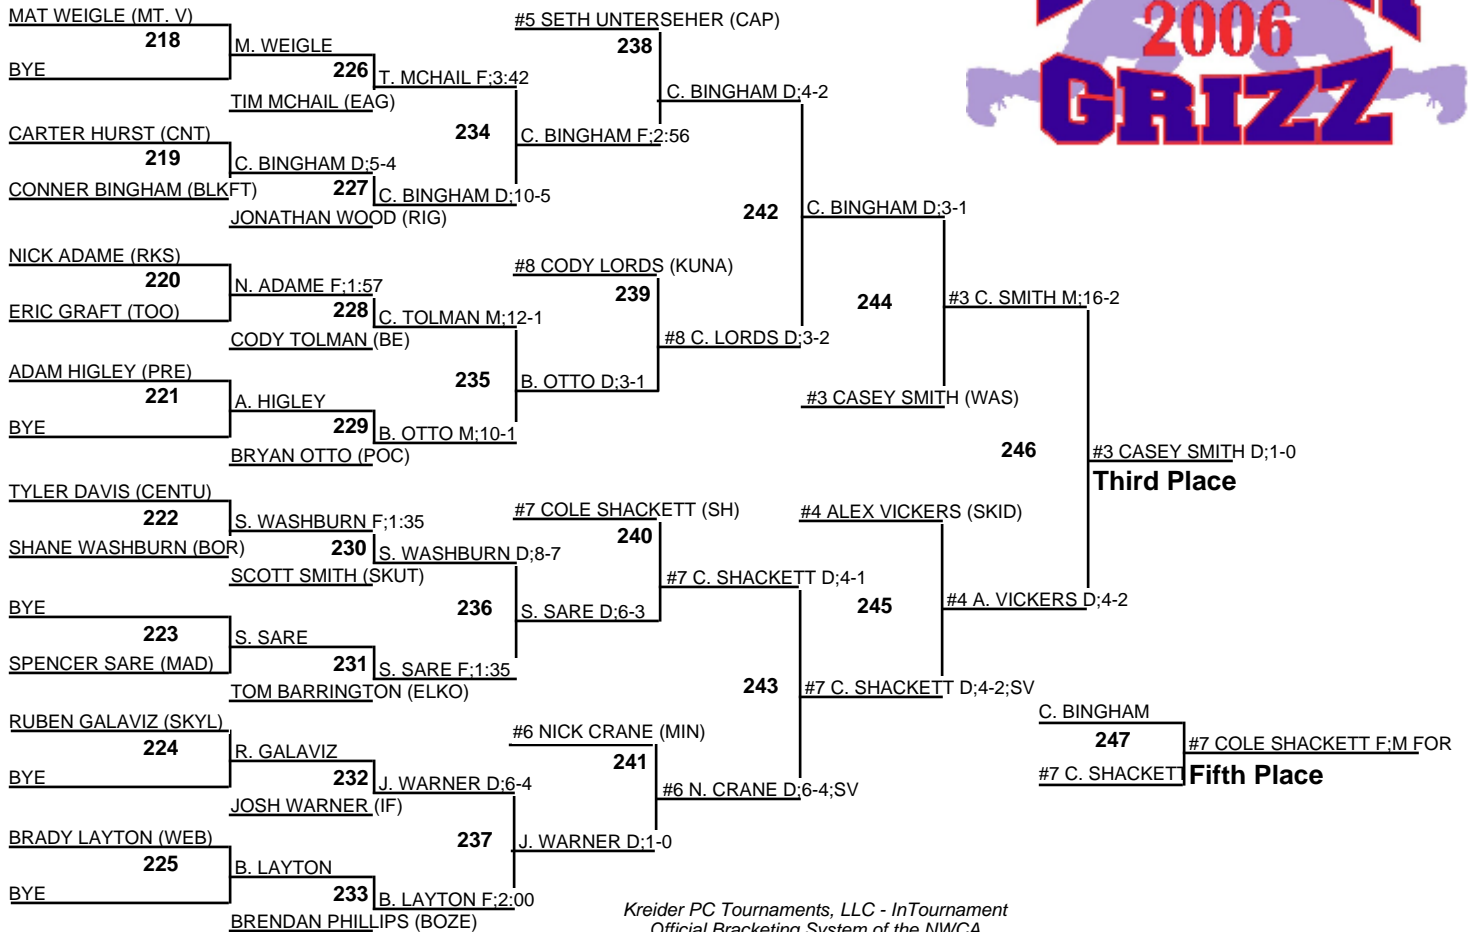 MAT WEIGLE (MT. V)
218
BYE
M. WEIGLE
226
TIM MCHAIL (EAG)
T. MCHAIL F;3:42
CARTER HURST (CNT)
219
CONNER BINGHAM (BLKFT)
C. BINGHAM D;5-4
227
JONATHAN WOOD (RIG)
C. BINGHAM D;10-5
234
C. BINGHAM F;2:56
#5 SETH UNTERSEHER (CAP)
238
C. BINGHAM D;4-2
NICK ADAME (RKS)
220
ERIC GRAFT (TOO)
N. ADAME F;1:57
228
CODY TOLMAN (BE)
C. TOLMAN M;12-1
ADAM HIGLEY (PRE)
221
BYE
A. HIGLEY
229
BRYAN OTTO (POC)
B. OTTO M;10-1
235
B. OTTO D;3-1
#8 CODY LORDS (KUNA)
239
#8 C. LORDS D;3-2
242
C. BINGHAM D;3-1
244
#3 CASEY SMITH (WAS)
#3 C. SMITH M;16-2
TYLER DAVIS (CENTU)
222
SHANE WASHBURN (BOR)
S. WASHBURN F;1:35
230
SCOTT SMITH (SKUT)
S. WASHBURN D;8-7
BYE
223
SPENCER SARE (MAD)
S. SARE
231
TOM BARRINGTON (ELKO)
S. SARE F;1:35
236
S. SARE D;6-3
#7 COLE SHACKETT (SH)
240
#7 C. SHACKETT D;4-1
RUBEN GALAVIZ (SKYL)
224
BYE
R. GALAVIZ
232
JOSH WARNER (IF)
J. WARNER D;6-4
BRADY LAYTON (WEB)
225
BYE
B. LAYTON
233
BRENDAN PHILLIPS (BOZE)
B. LAYTON F;2:00
237
J. WARNER D;1-0
#6 NICK CRANE (MIN)
241
#6 N. CRANE D;6-4;SV
243
#7 C. SHACKETT D;4-2;SV
#4 ALEX VICKERS (SKID)
245
#4 A. VICKERS D;4-2
246
#3 CASEY SMITH D;1-0
Third Place
C. BINGHAM
247
#7 C. SHACKETT
#7 COLE SHACKETT F;M FOR
Fifth Place
2006
GRIZZ
Kreider PC Tournaments, LLC - InTournament
Official Bracketing System of the NWCA